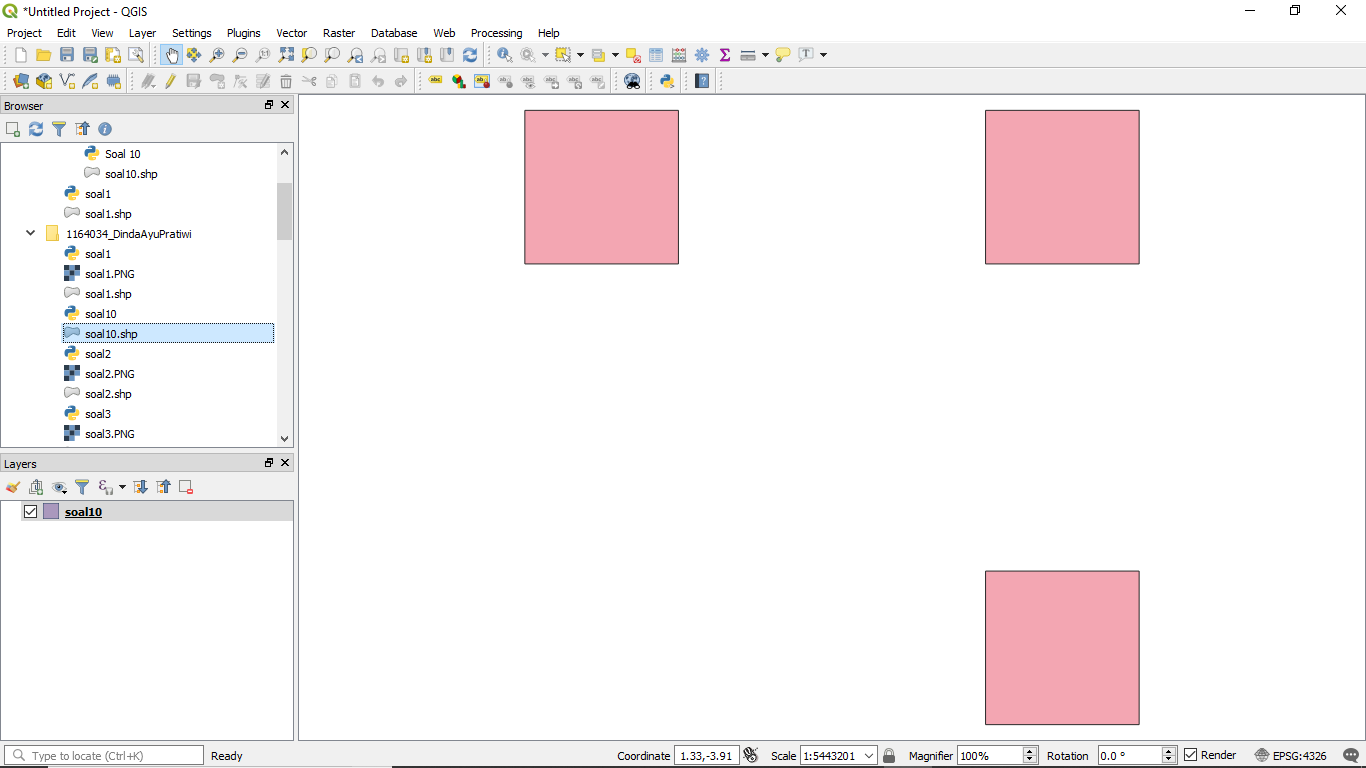 *Untitled Project - QGIS
Project Edit View Layer Settings Plugins Vector Raster Database Web Processing Help
Browser
Soal 10
soal10.shp
soal1
soal1.shp
1164034_DindaAyuPratiwi
soal1
soal1.PNG
soal1.shp
soal10
soal10.shp
soal2
soal2.PNG
soal2.shp
soal3
soal3.PNG
Layers
soal10
Type to locate (Ctrl+K) Ready Coordinate 1.33,-3.91 Scale 1:5443201 Magnifier 100% Rotation 0.0 ° Render EPSG:4326